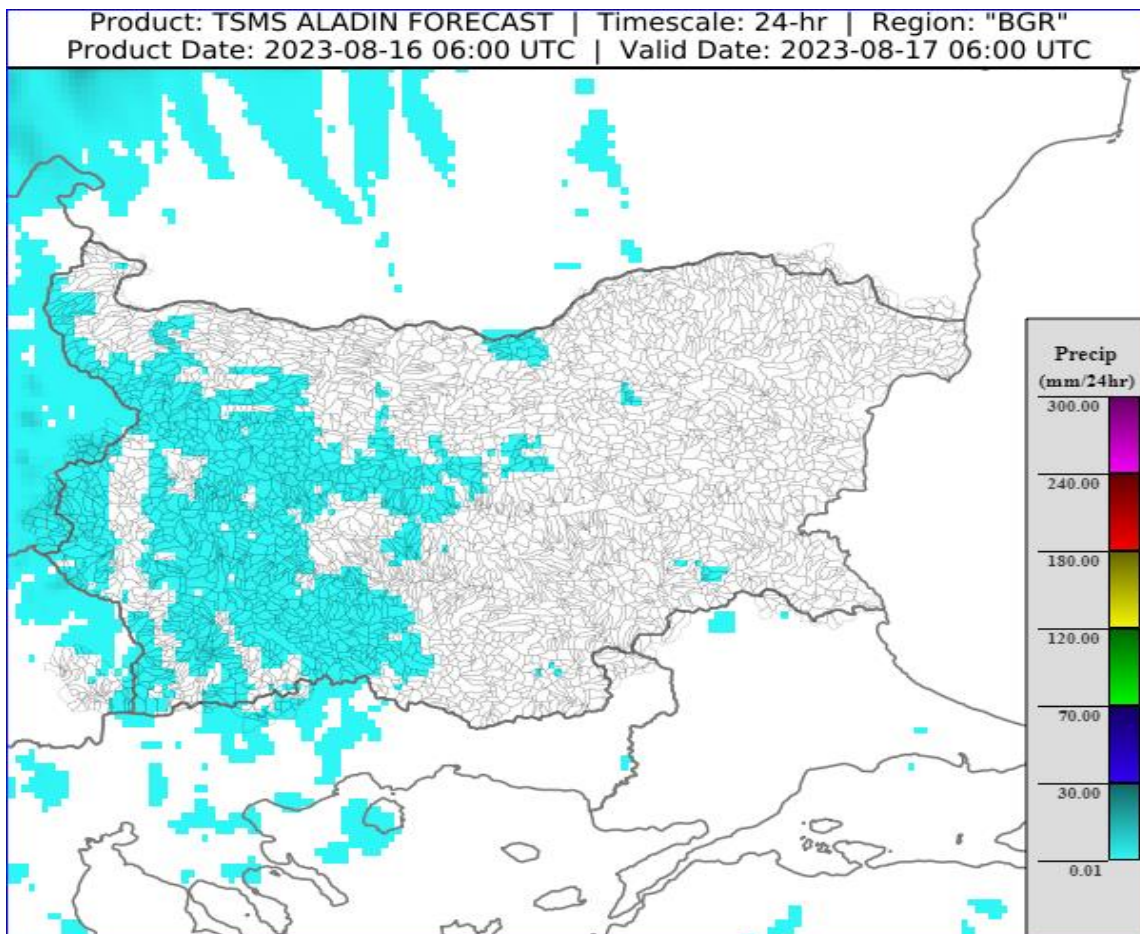 Product: TSMS ALADIN FORECAST | Timescale: 24-hr | Region: "BGR"
Product Date: 2023-08-16 06:00 UTC | Valid Date: 2023-08-17 06:00 UTC
Precip
(mm/24hr)
300.00
240.00
180.00
120.00
70.00
30.00
0.01